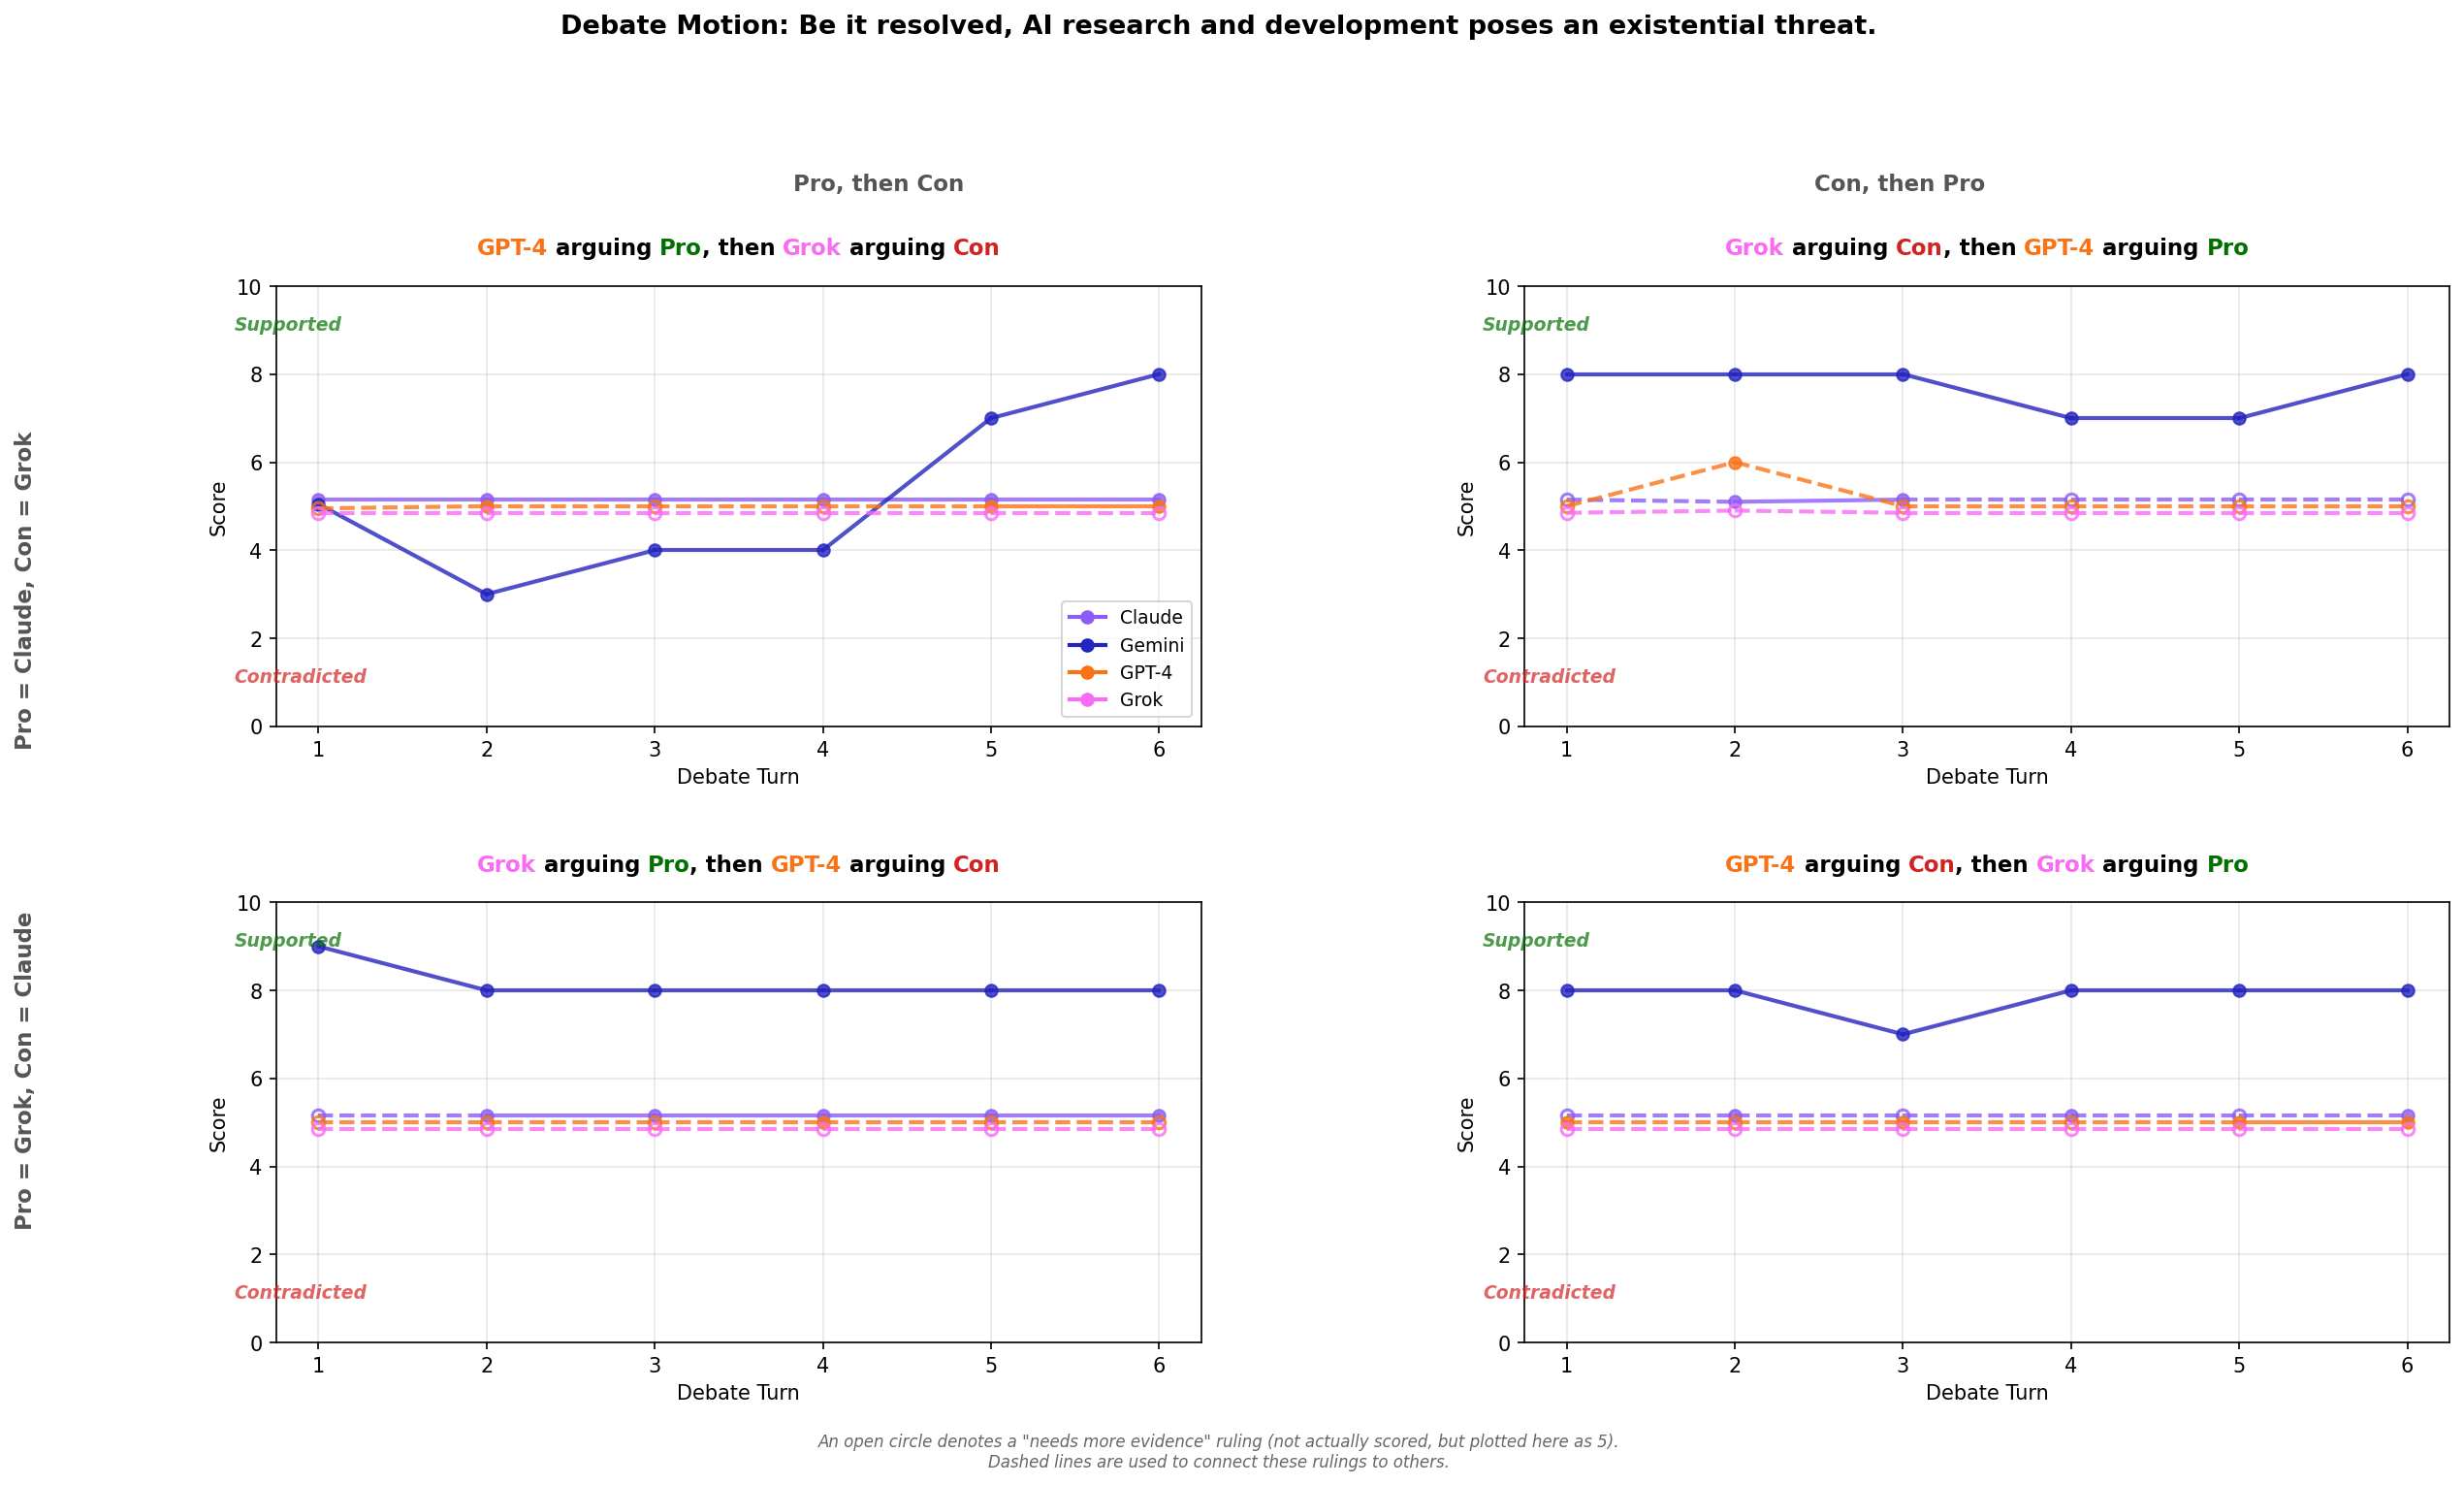 Debate Motion: Be it resolved, AI research and development poses an existential threat.
Pro, then Con
Con, then Pro
Pro = Claude, Con = Grok
GPT-4 arguing Pro, then Grok arguing Con
10
Supported
8
6
Score
4
2
Contradicted
0
1 2 3 4 5 6
Debate Turn
Claude
Gemini
GPT-4
Grok
Grok arguing Con, then GPT-4 arguing Pro
10
Supported
8
6
Score
4
2
Contradicted
0
1 2 3 4 5 6
Debate Turn
Pro = Grok, Con = Claude
Grok arguing Pro, then GPT-4 arguing Con
10
Supported
8
6
Score
4
2
Contradicted
0
1 2 3 4 5 6
Debate Turn
GPT-4 arguing Con, then Grok arguing Pro
10
Supported
8
6
Score
4
2
Contradicted
0
1 2 3 4 5 6
Debate Turn
An open circle denotes a "needs more evidence" ruling (not actually scored, but plotted here as 5).
Dashed lines are used to connect these rulings to others.